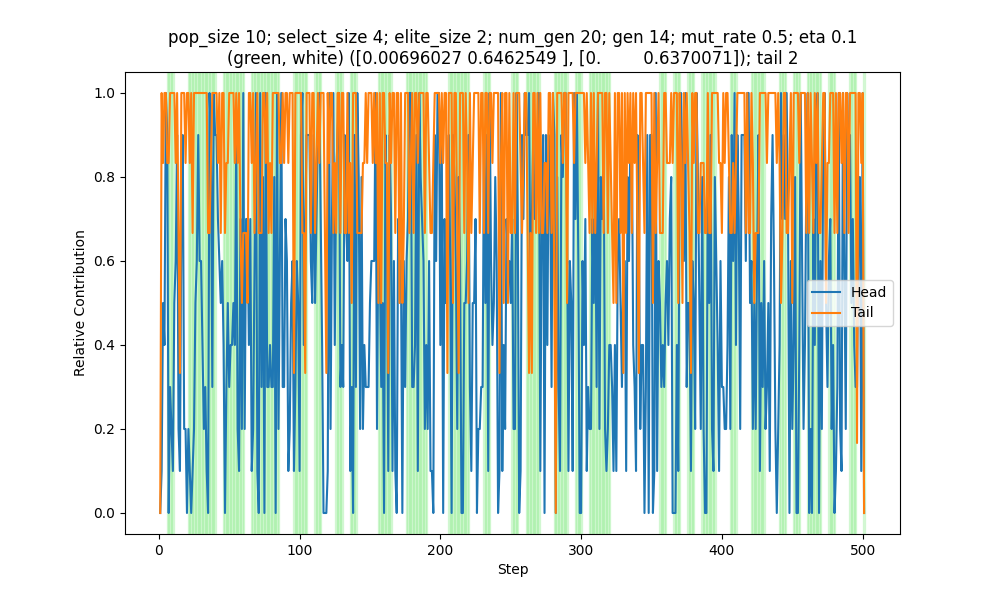 pop_size 10; select_size 4; elite_size 2; num_gen 20; gen 14; mut_rate 0.5; eta 0.1
(green, white) ([0.00696027 0.6462549 ], [0. 0.6370071]); tail 2
1.0
0.8
0.6
0.4
0.2
0.0
Relative Contribution
Head
Tail
0
100
200
300
400
500
Step